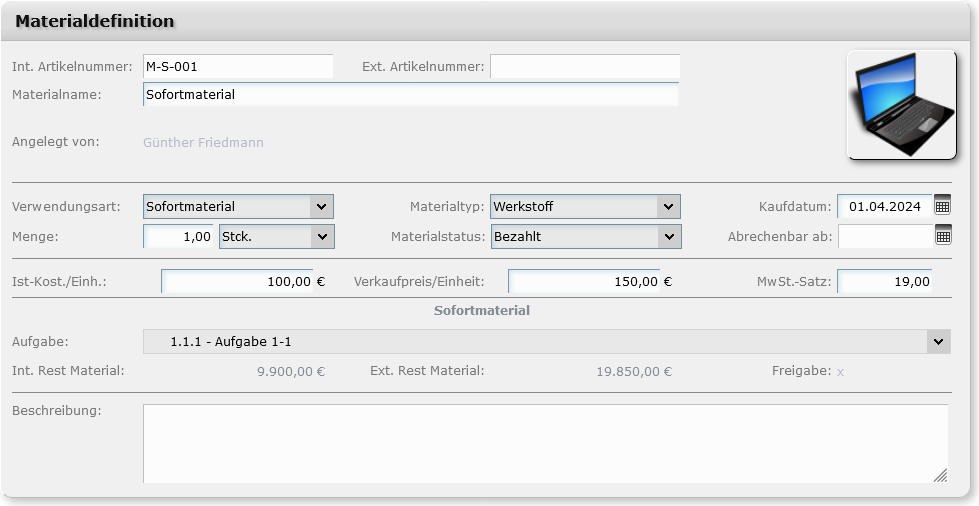 Materialdefinition
Int. Artikelnummer: M-S-001 Ext. Artikelnummer:
Materialname: Sofortmaterial
Angelegt von: Günther Friedmann
Verwendungsart: Sofortmaterial Materialtyp: Werkstoff Kaufdatum: 01.04.2024
Menge: 1,00 Stck. Materialstatus: Bezahlt Abrechenbar ab:
Ist-Kost./Einh.: 100,00 € Verkaufpreis/Einheit: 150,00 € MwSt.-Satz: 19,00
Sofortmaterial
Aufgabe: 1.1.1 - Aufgabe 1-1
Int. Rest Material: 9.900,00 € Ext. Rest Material: 19.850,00 € Freigabe: x
Beschreibung: